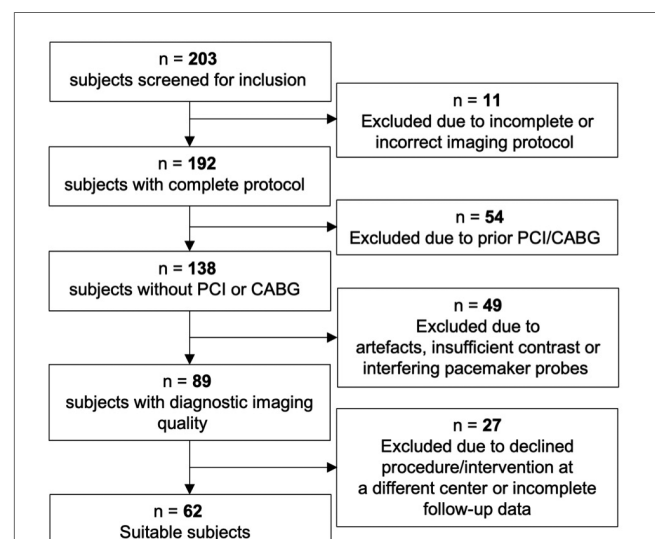 n = 203
subjects screened for inclusion
n = 11
Excluded due to incomplete or
incorrect imaging protocol
n = 192
subjects with complete protocol
n = 54
Excluded due to prior PCI/CABG
n = 138
subjects without PCI or CABG
n = 49
Excluded due to
artefacts, insufficient contrast or
interfering pacemaker probes
n = 89
subjects with diagnostic imaging
quality
n = 27
Excluded due to declined
procedure/intervention at
a different center or incomplete
follow-up data
n = 62
Suitable subjects